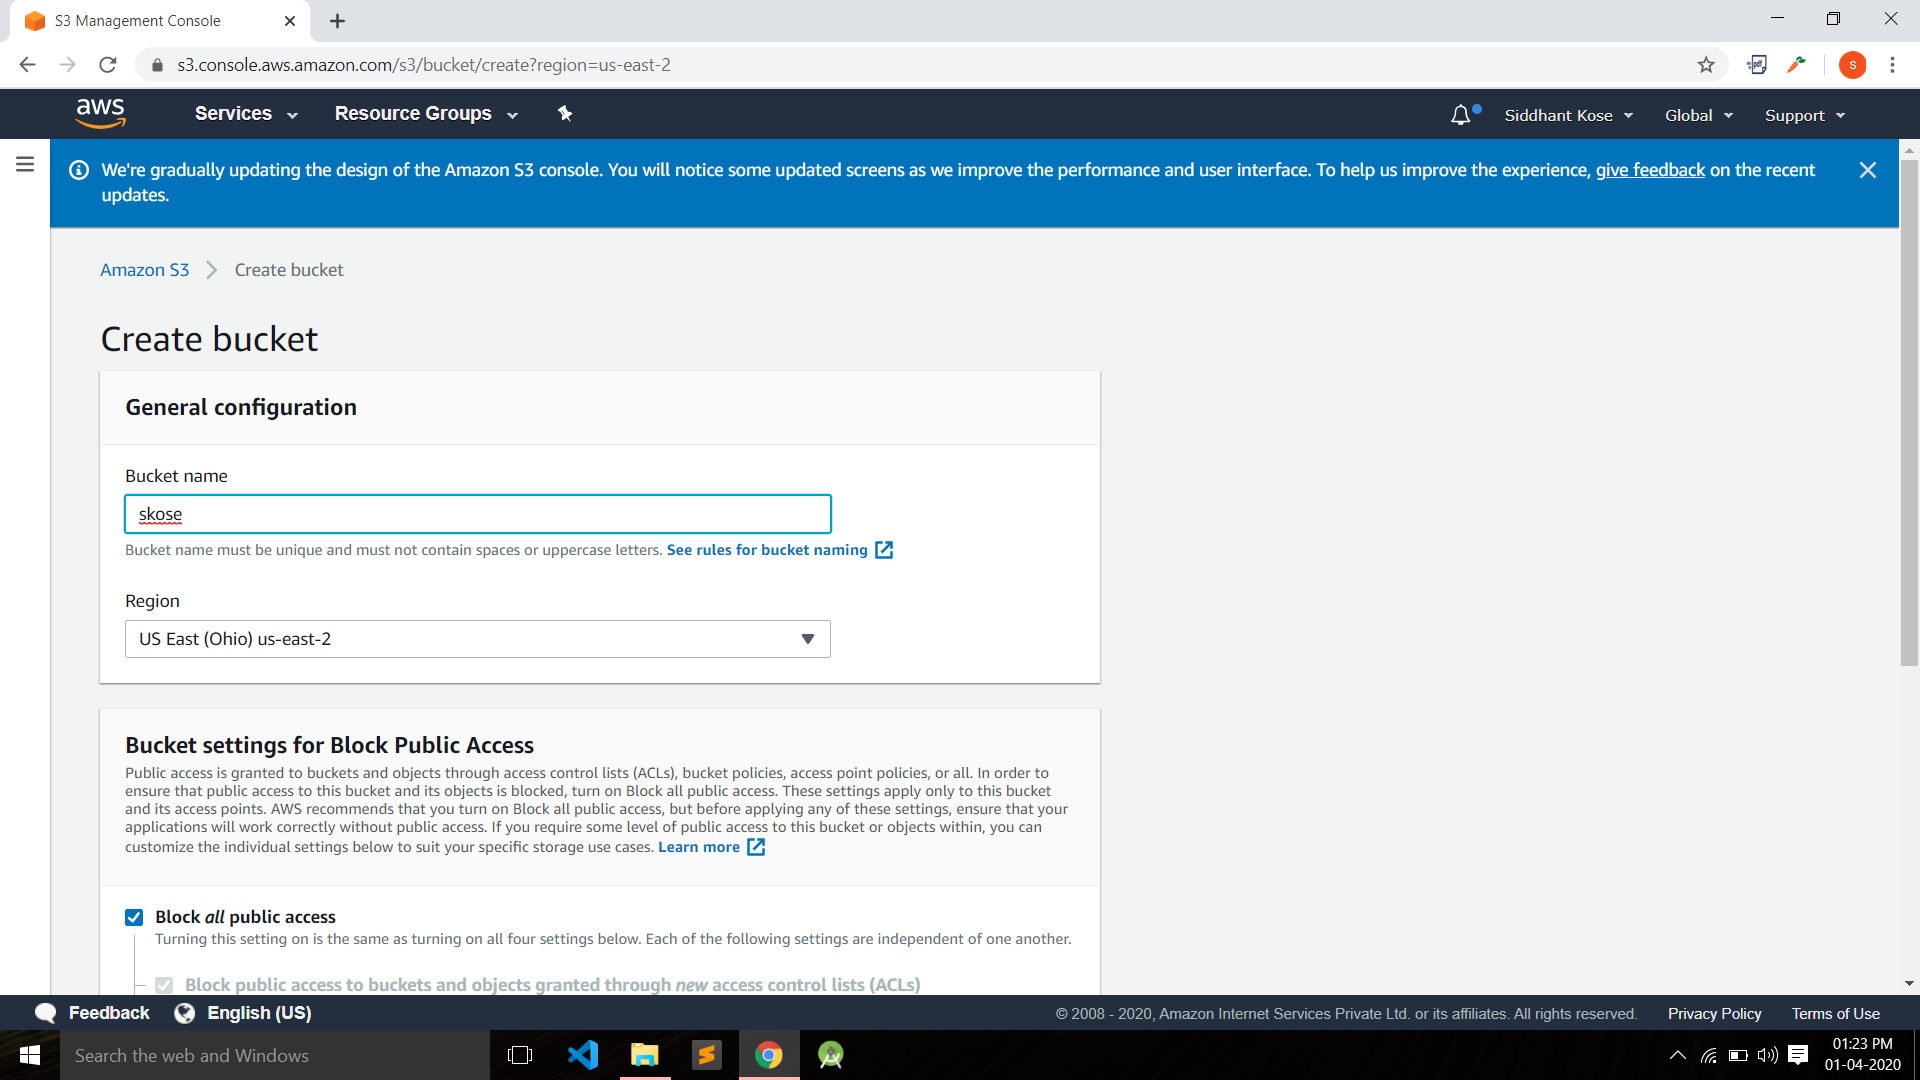 S3 Management Console
s3.console.aws.amazon.com/s3/bucket/create?region=us-east-2
pdf
s
aws
Services
Resource Groups
Siddhant Kose
Global
Support
We're gradually updating the design of the Amazon S3 console. You will notice some updated screens as we improve the performance and user interface. To help us improve the experience, give feedback on the recent
updates.
Amazon S3
Create bucket
Create bucket
General configuration
Bucket name
skose
Bucket name must be unique and must not contain spaces or uppercase letters. See rules for bucket naming
Region
US East (Ohio) us-east-2
Bucket settings for Block Public Access
Public access is granted to buckets and objects through access control lists (ACLs), bucket policies, access point policies, or all. In order to
ensure that public access to this bucket and its objects is blocked, turn on Block all public access. These settings apply only to this bucket
and its access points. AWS recommends that you turn on Block all public access, but before applying any of these settings, ensure that your
applications will work correctly without public access. If you require some level of public access to this bucket or objects within, you can
customize the individual settings below to suit your specific storage use cases. Learn more
Block all public access
Turning this setting on is the same as turning on all four settings below. Each of the following settings are independent of one another.
Block public access to buckets and objects granted through new access control lists (ACLs)
Feedback
English (US)
© 2008 - 2020, Amazon Internet Services Private Ltd. or its affiliates. All rights reserved.
Privacy Policy
Terms of Use
Search the web and Windows
01:23 PM
01-04-2020